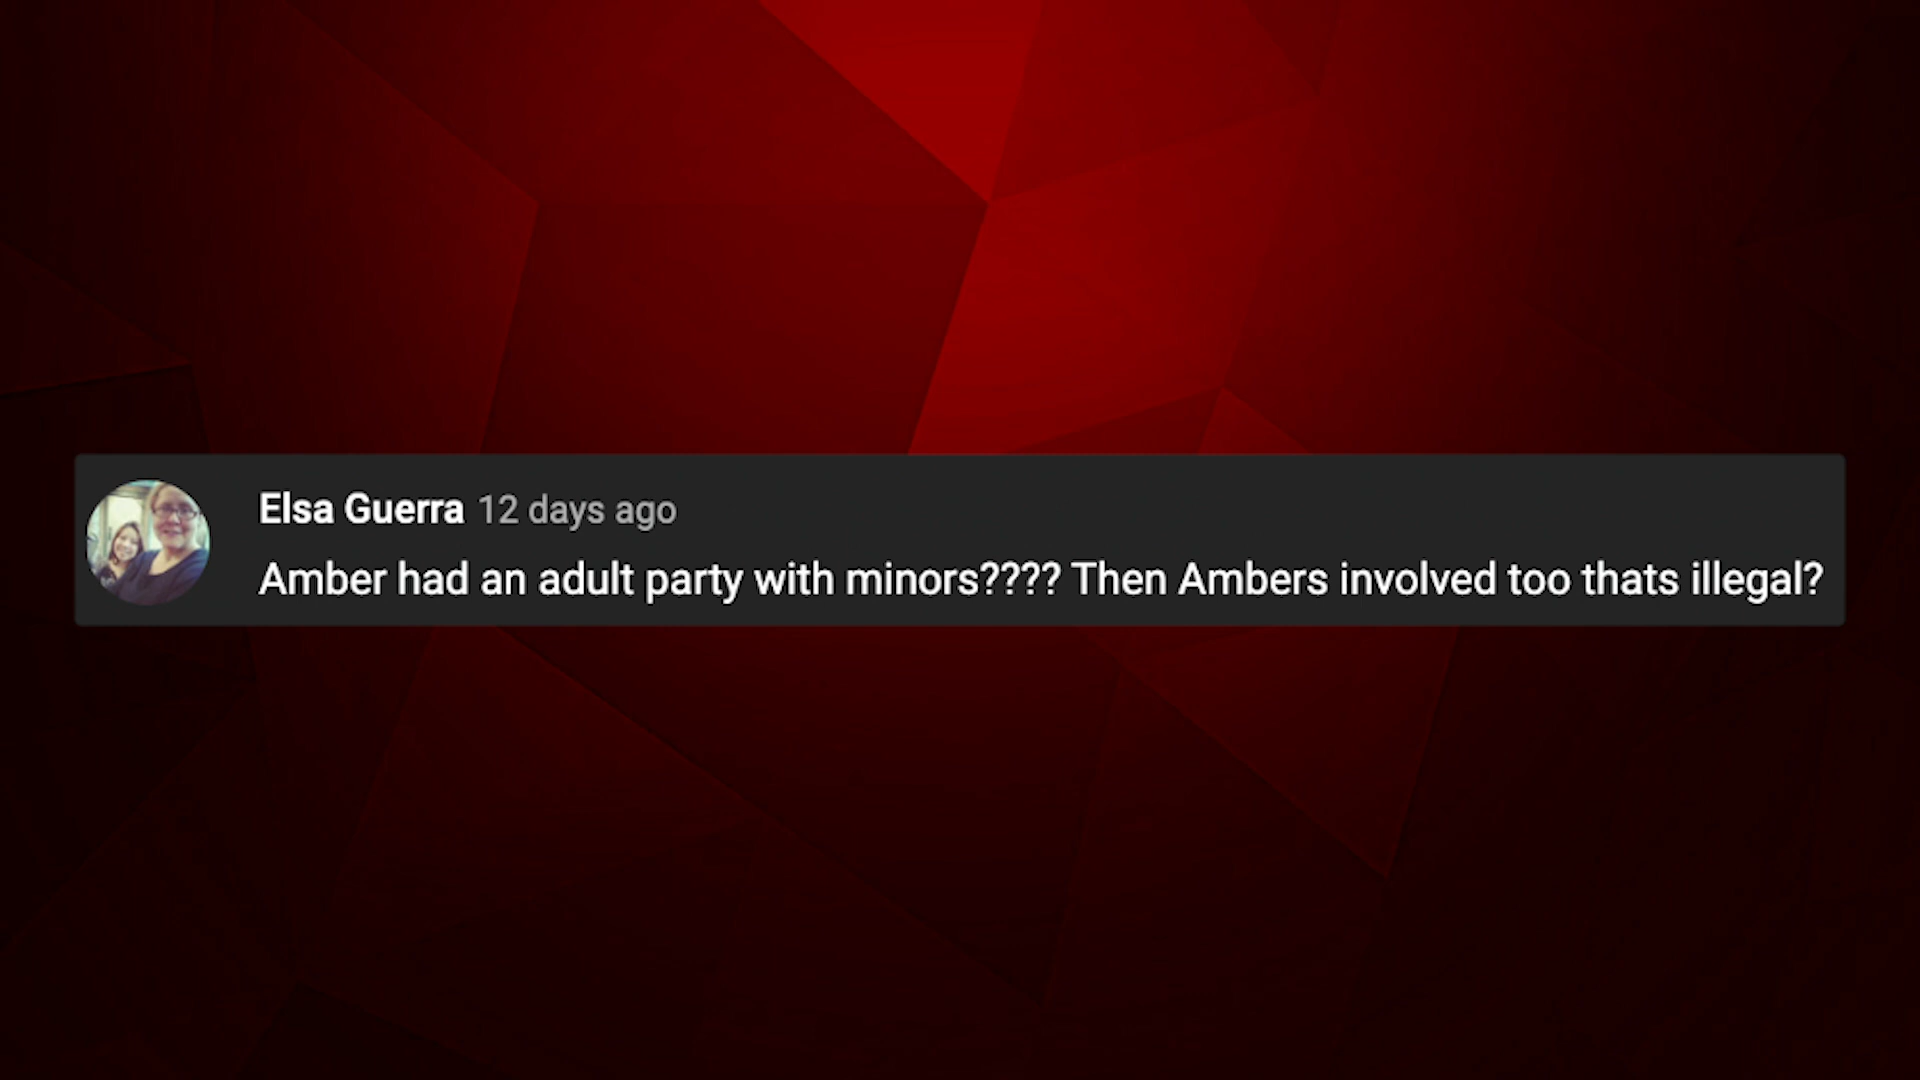 Elsa Guerra 12 days ago
Amber had an adult party with minors???? Then Ambers involved too thats illegal?